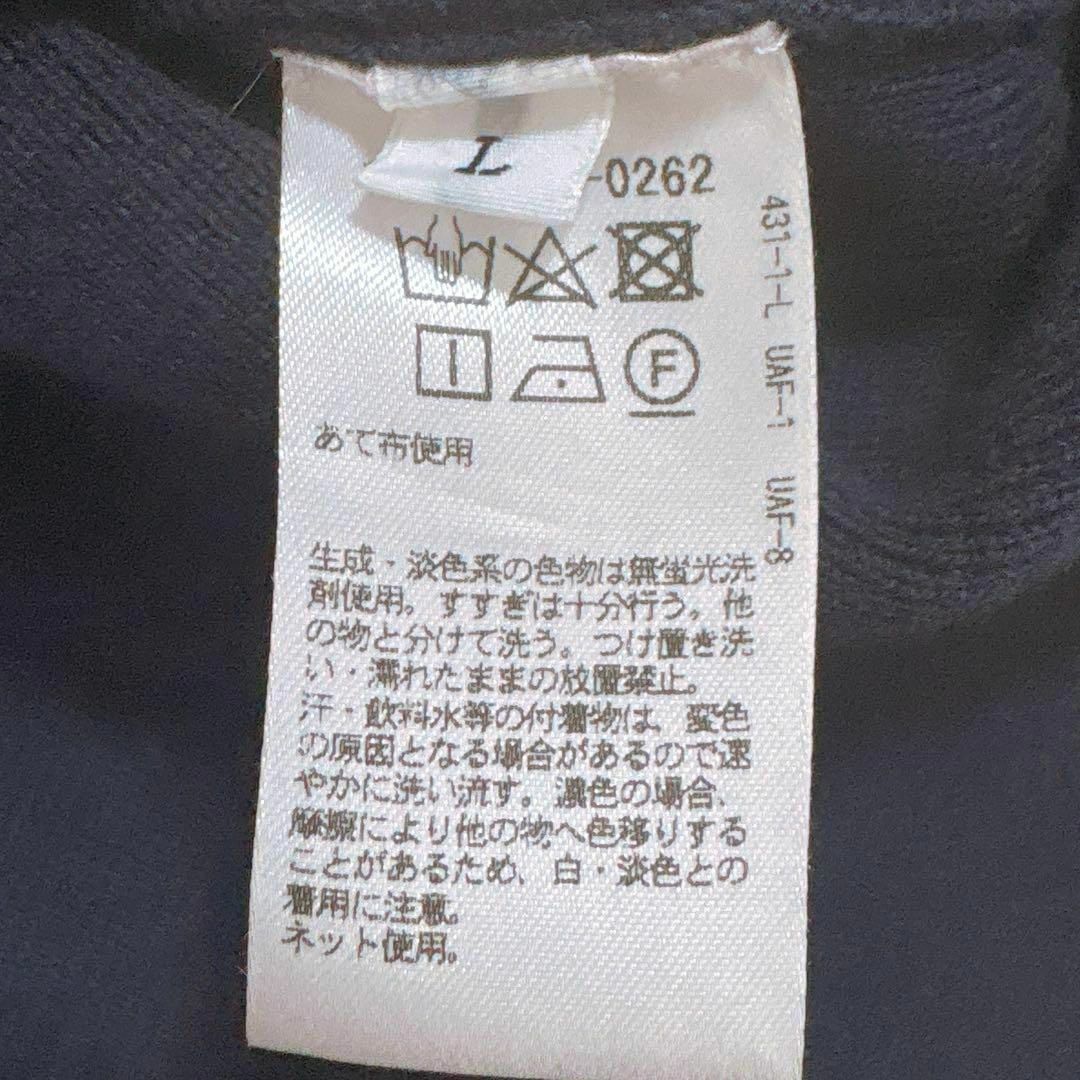 L
-0262
F
あて布使用
生成・淡色系の色物は無蛍光洗
剤使用。すすぎは十分行う。他
の物と分けて洗う。つけ置き洗
い・濡れたままの放置禁止。
汗・飲料水等の付着物は、変色
の原因となる場合があるので速
やかに洗い流す。濃色の場合、
摩擦により他の物へ色移りする
ことがあるため、白・淡色との
着用に注意。
ネット使用。
431-1-L UAF-1 UAF-8